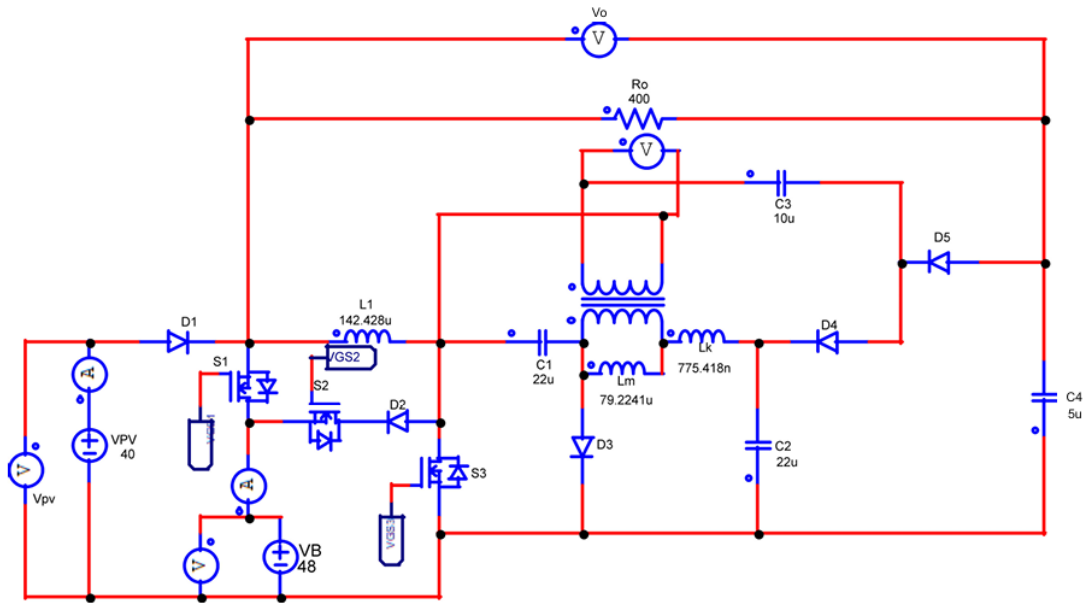 Vo
V
Ro
400
V
C3
10u
D5
L1
142.428u
D1
VGS2
S1
S2
A
C1
22u
Lm
79.2241u
Lk
775.418n
D4
C4
5u
D2
VPV
40
V
Vpv
D3
C2
22u
S3
A
VGS3
V
VB
48